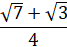 (√7 + √3)/4